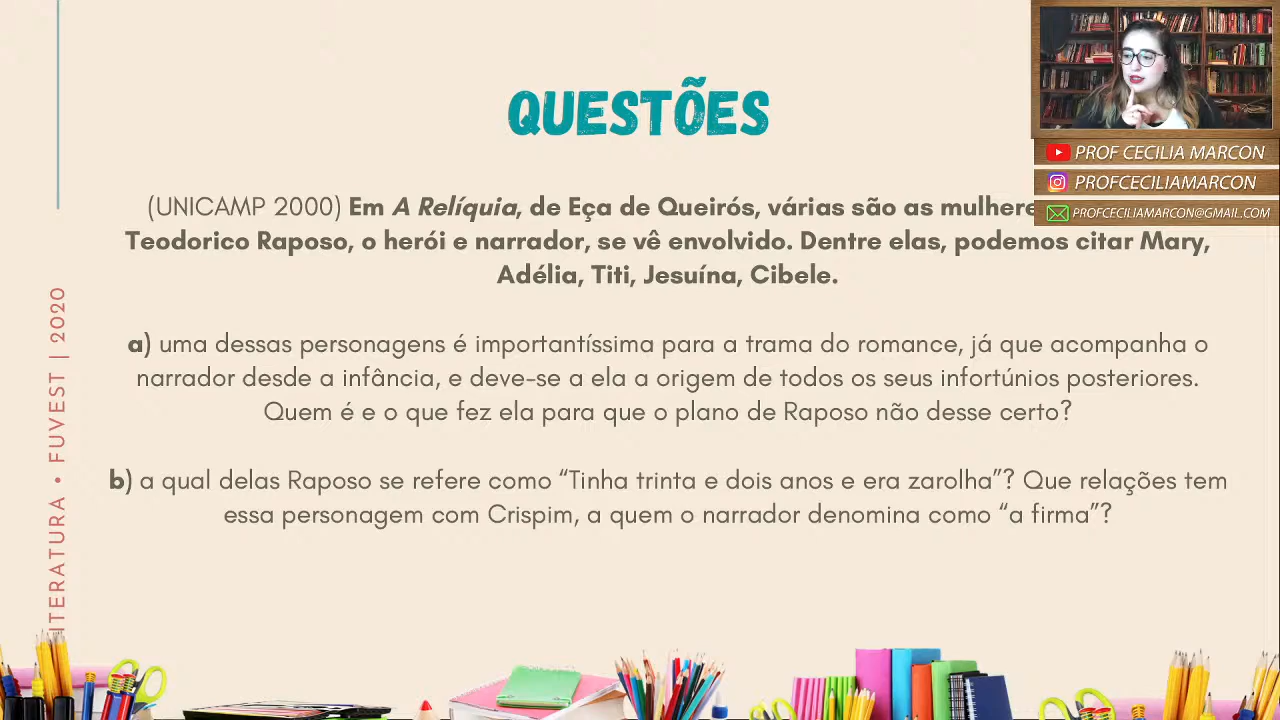 QUESTÕES
PROF CECILIA MARCON
PROFCECILIAMARCON
PROFCECILIAMARCON@GMAIL.COM
(UNICAMP 2000) Em A Relíquia, de Eça de Queirós, várias são as
Teodorico Raposo, o herói e narrador, se vê envolvido. Dentre elas, podemos citar Mary,
Adélia, Titi, Jesuína, Cibele.
a) uma dessas personagens é importantíssima para a trama do romance, já que acompanha o
narrador desde a infância, e deve-se a ela a origem de todos os seus infortúnios posteriores.
Quem é e o que fez ela para que o plano de Raposo não desse certo?
b) a qual delas Raposo se refere como “Tinha trinta e dois anos e era zarolha”? Que relações tem
essa personagem com Crispim, a quem o narrador denomina como “a firma”?
ITERATURA • FUVEST | 2020